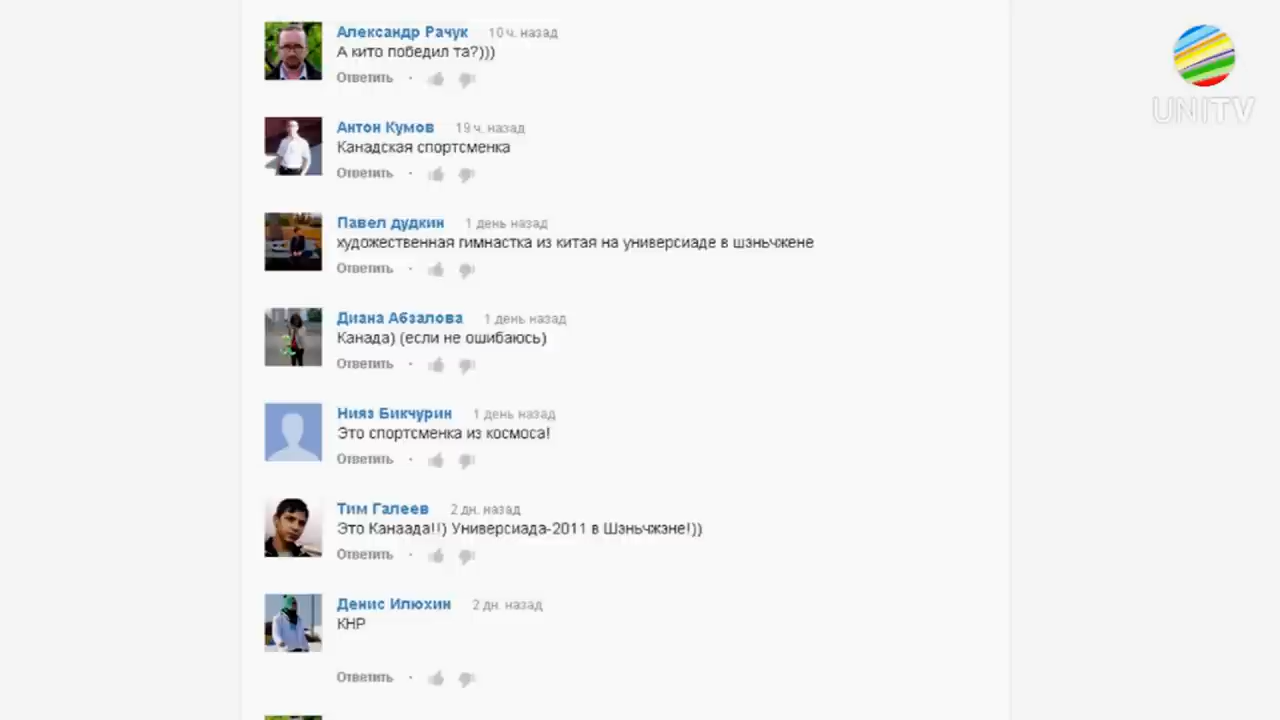 Александр Рачук 10 ч. назад
А кито победил та?)))
Ответить ·
UNITV
Антон Кумов 19 ч. назад
Канадская спортсменка
Ответить ·
Павел дудкин 1 день назад
художественная гимнастка из китая на универсиаде в шэньчжене
Ответить ·
Диана Абзалова 1 день назад
Канада) (если не ошибаюсь)
Ответить ·
Нияз Бикчурин 1 день назад
Это спортсменка из космоса!
Ответить ·
Тим Галеев 2 дн. назад
Это Канаада!!) Универсиада-2011 в Шэньчжэне!))
Ответить ·
Денис Илюхин 2 дн. назад
КНР
Ответить ·